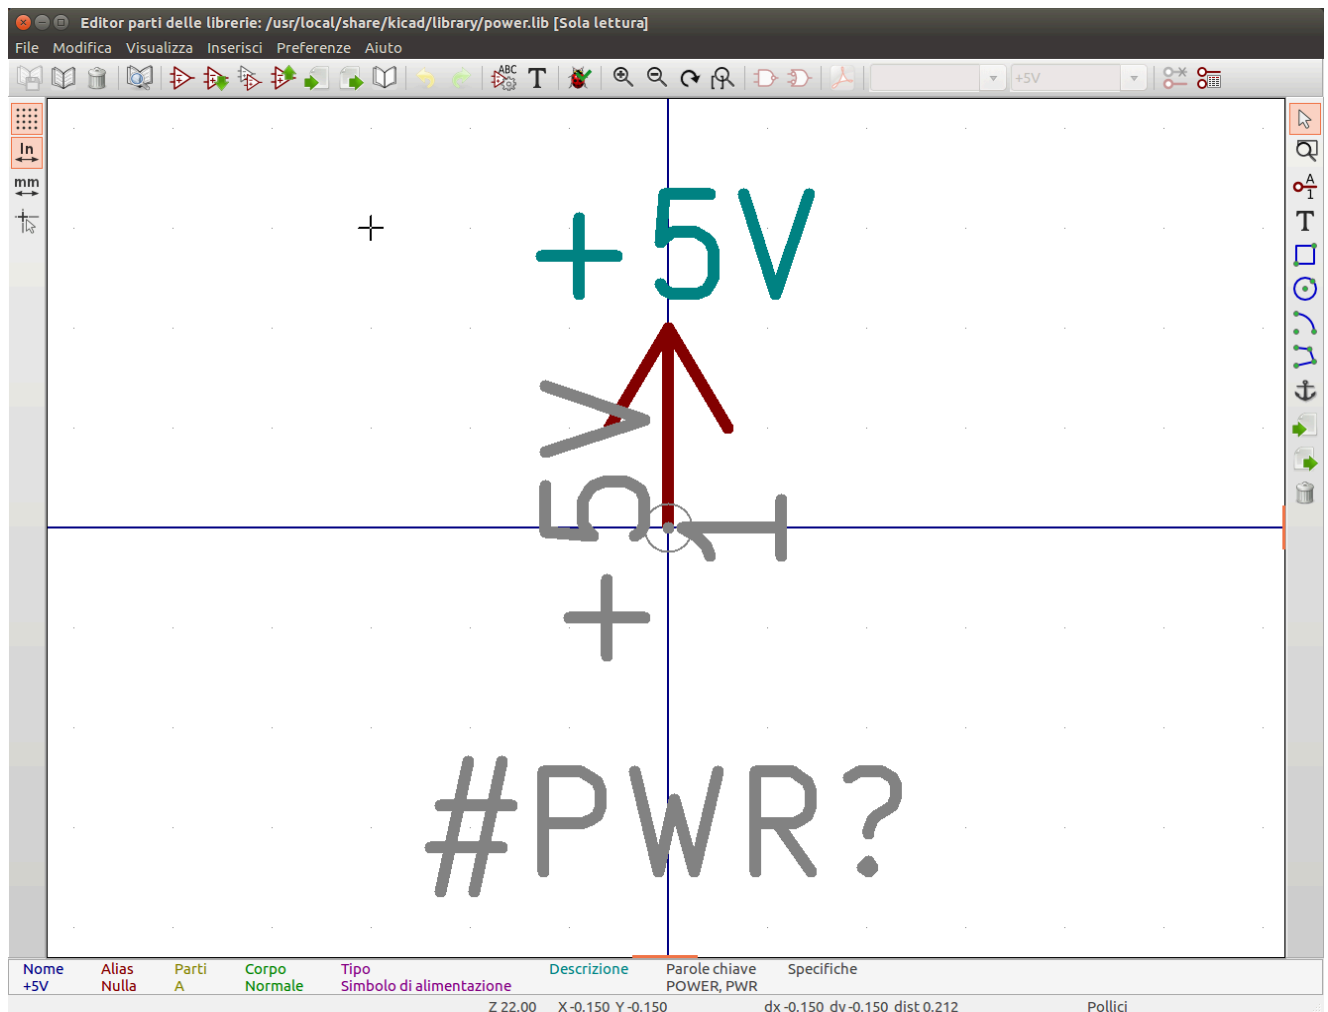 Editor parti delle librerie: /usr/local/share/kicad/library/power.lib [Sola lettura]
File Modifica Visualizza Inserisci Preferenze Aiuto
ABC T +5V
In
mm
A
1
T
+5V
+5V
1
#PWR?
Nome Alias Parti Corpo Tipo Descrizione Parole chiave Specifiche
+5V Nulla A Normale Simbolo di alimentazione POWER, PWR
Z 22.00 X -0.150 Y -0.150 dx -0.150 dy -0.150 dist 0.212 Pollici